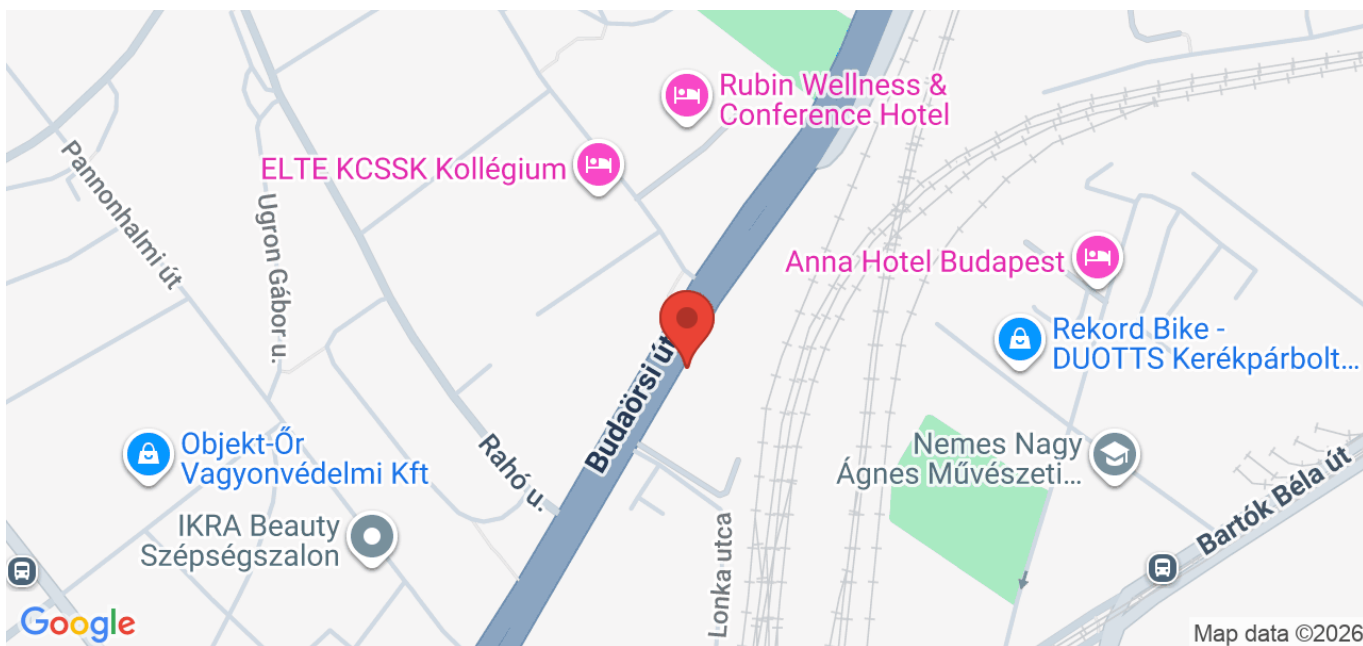 Rubin Wellness &
Conference Hotel
ELTE KCSSK Kollégium
Pannonhalmi út
Ugron Gábor u.
Anna Hotel Budapest
Rekord Bike -
DUOTTS Kerékpárbolt...
Budaörsi út
Objekt-Őr
Vagyonvédelmi Kft
Rahó u.
Nemes Nagy
Ágnes Művészeti...
Bartók Béla út
IKRA Beauty
Szépségszalon
Lonka utca
Google
Map data ©2026